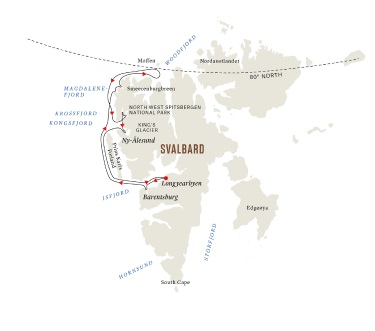 WOODFJORD
Moffen
Nordaustlandet
80° NORTH
MAGDALENE-
FJORD
Smeerenburgbreen
NORTH WEST SPITSBERGEN
NATIONAL PARK
KROSSFJORD
KONGSFJORD
KING'S
GLACIER
Ny-Ålesund
SVALBARD
Prins Karls
Forland
Longyearbyen
ISFJORD
Barentsburg
Edgeøya
STORFJORD
HORNSUND
South Cape